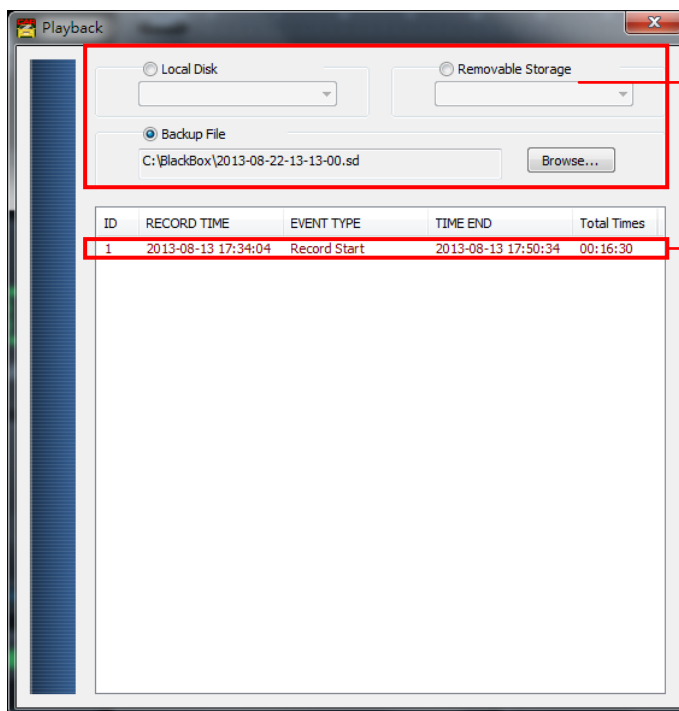 Playback
Local Disk
Removable Storage
Backup File
C:\BlackBox\2013-08-22-13-13-00.sd
Browse...
ID RECORD TIME EVENT TYPE TIME END Total Times
1 2013-08-13 17:34:04 Record Start 2013-08-13 17:50:34 00:16:30